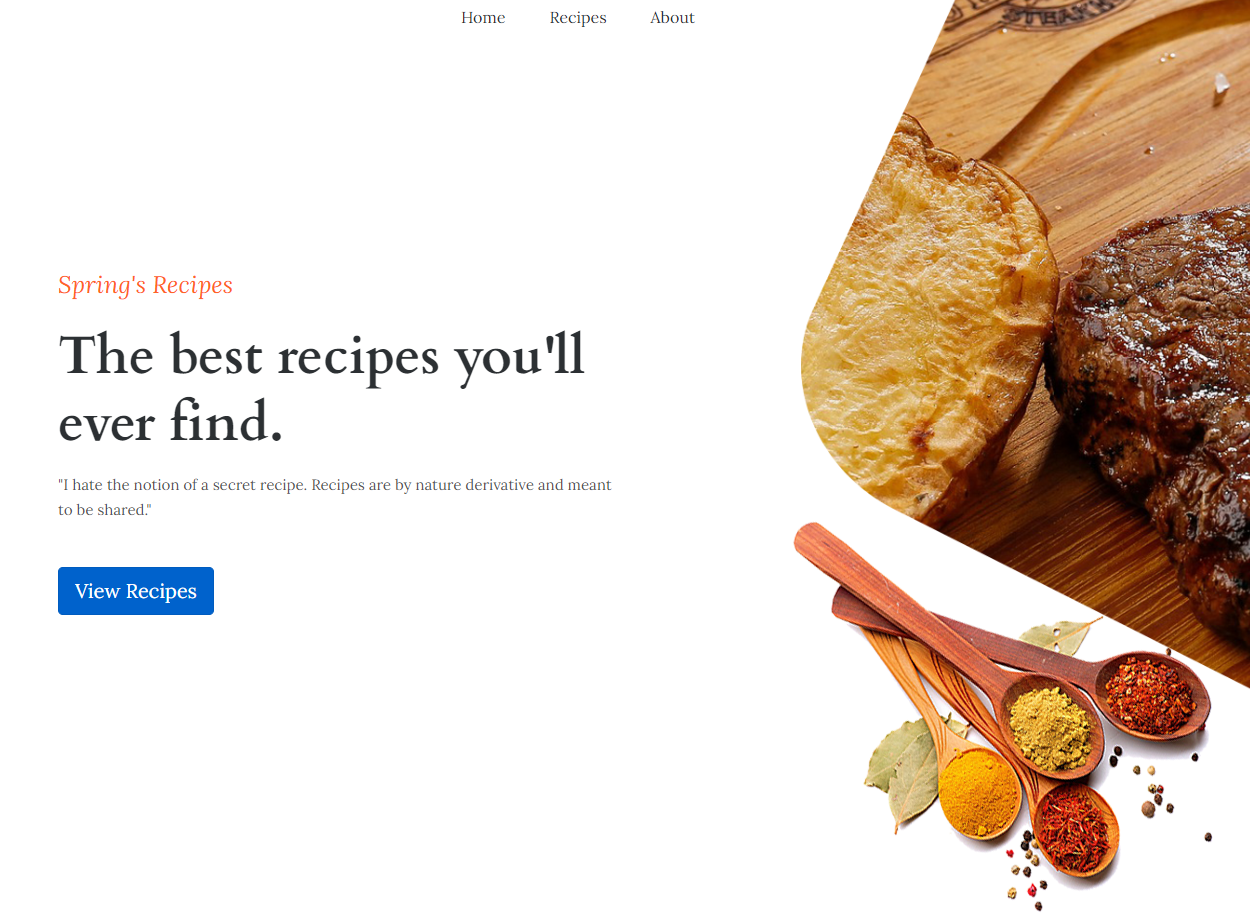 Home Recipes About
STEAK
Spring's Recipes
The best recipes you'll
ever find.
"I hate the notion of a secret recipe. Recipes are by nature derivative and meant
to be shared."
View Recipes